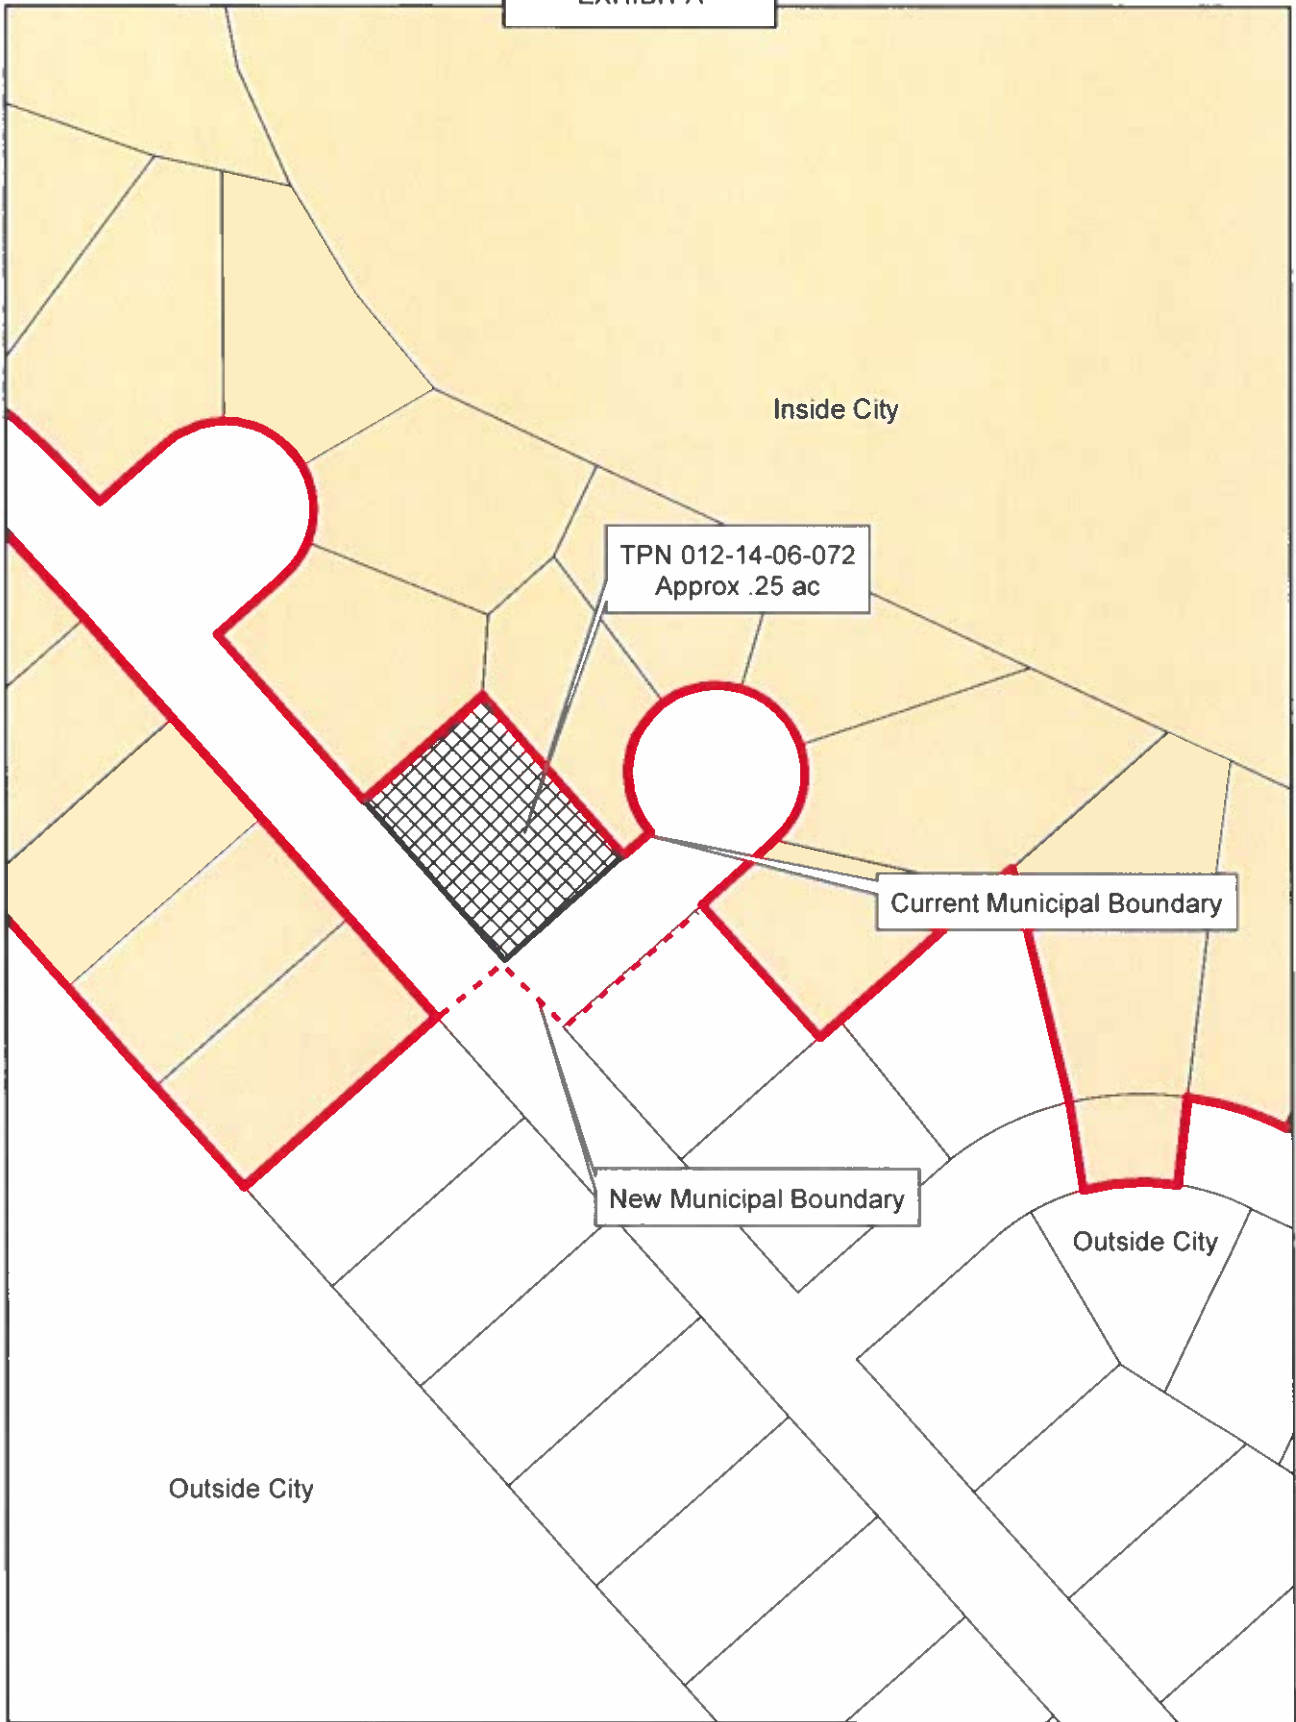 EXHIBIT A
Inside City
TPN 012-14-06-072
Approx .25 ac
Current Municipal Boundary
New Municipal Boundary
Outside City
Outside City